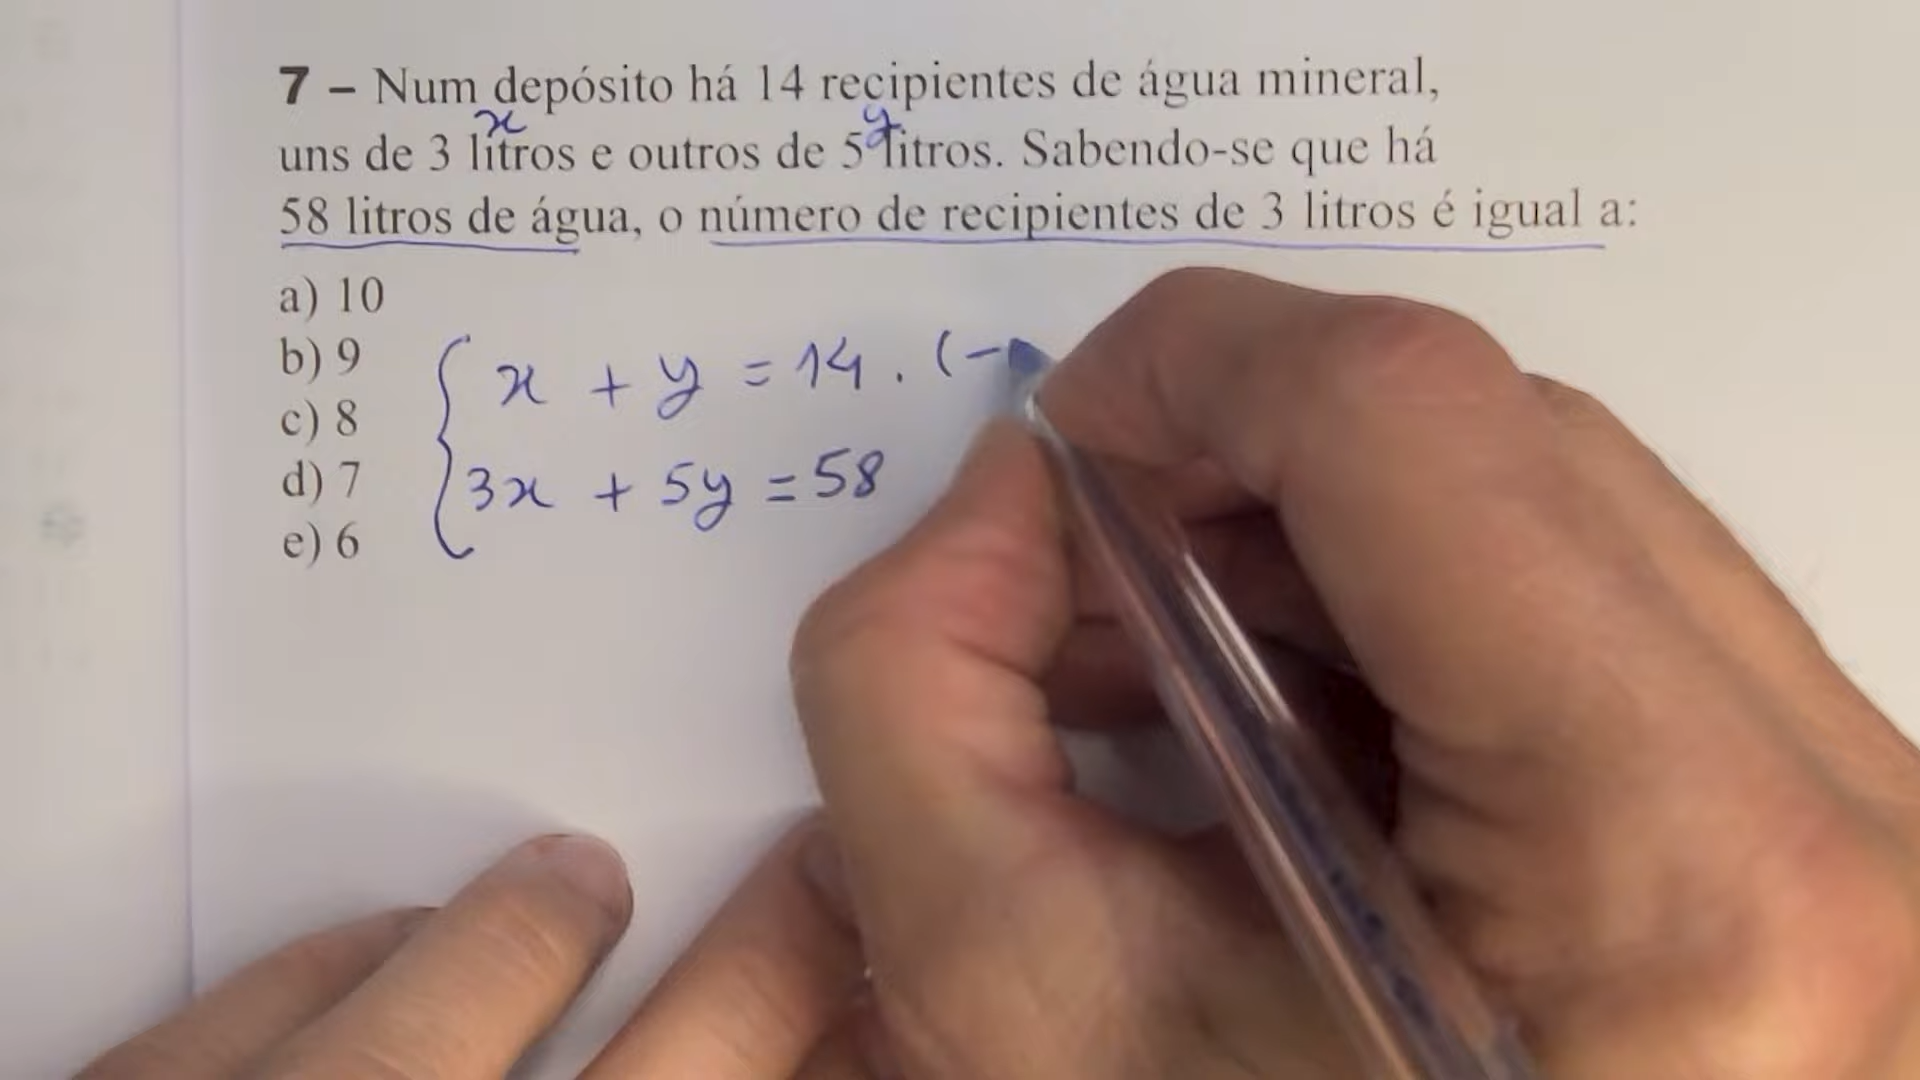 7 – Num depósito há 14 recipientes de água mineral,
x y
uns de 3 litros e outros de 5 litros. Sabendo-se que há
58 litros de água, o número de recipientes de 3 litros é igual a:
a) 10
b) 9
c) 8
d) 7
e) 6
x + y = 14 . (-
3x + 5y = 58